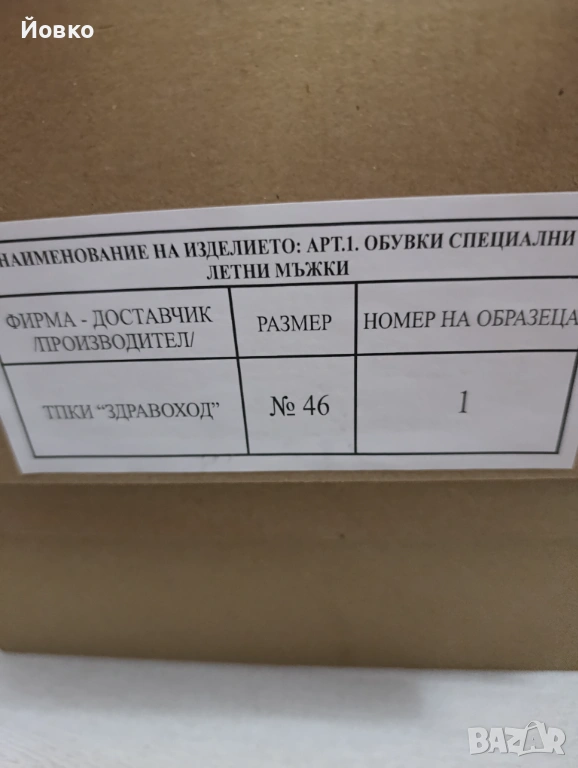 Йовко
НАИМЕНОВАНИЕ НА ИЗДЕЛИЕТО: АРТ.1. ОБУВКИ СПЕЦИАЛНИ
ЛЕТНИ МЪЖКИ
ФИРМА - ДОСТАВЧИК
/ПРОИЗВОДИТЕЛ/
РАЗМЕР
НОМЕР НА ОБРАЗЕЦА
ТПКИ “ЗДРАВОХОД”
№ 46
1
BAZAR